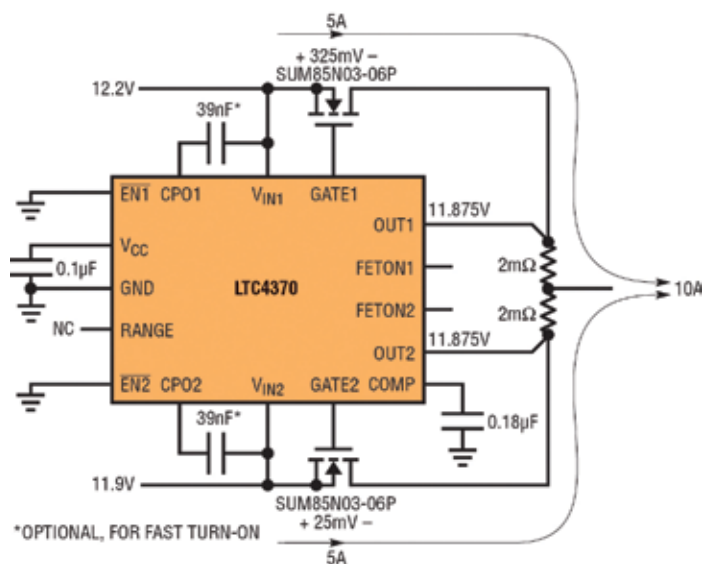 5A
+ 325mV –
SUM85N03-06P
12.2V
39nF*
EN1 CPO1 VIN1 GATE1
OUT1 11.875V
VCC
0.1µF
2mΩ
FETON1
GND
LTC4370
10A
FETON2
2mΩ
NC RANGE
OUT2 11.875V
EN2 CPO2 VIN2 GATE2 COMP
39nF*
0.18µF
11.9V
SUM85N03-06P
+ 25mV –
*OPTIONAL, FOR FAST TURN-ON
5A